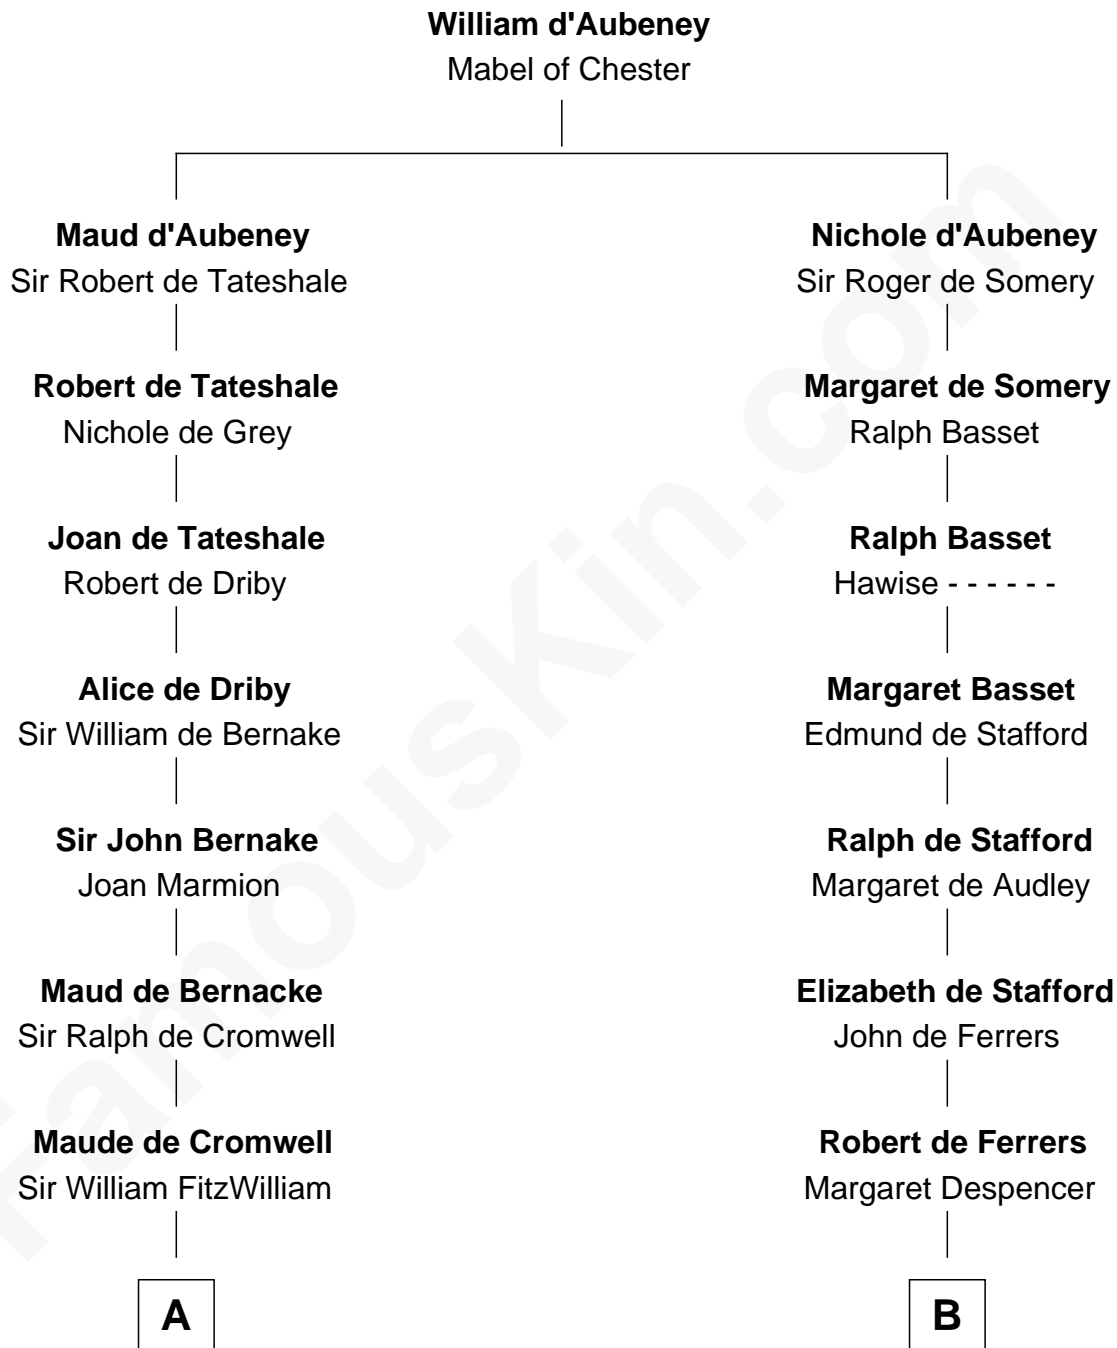 William d'Aubeney
Mabel of Chester
Maud d'Aubeney
Sir Robert de Tateshale
Nichole d'Aubeney
Sir Roger de Somery
Robert de Tateshale
Nichole de Grey
Margaret de Somery
Ralph Basset
Joan de Tateshale
Robert de Driby
Ralph Basset
Hawise - - - - - -
Alice de Driby
Sir William de Bernake
Margaret Basset
Edmund de Stafford
Sir John Bernake
Joan Marmion
Ralph de Stafford
Margaret de Audley
Maud de Bernacke
Sir Ralph de Cromwell
Elizabeth de Stafford
John de Ferrers
Maude de Cromwell
Sir William FitzWilliam
Robert de Ferrers
Margaret Despencer
A
B
FamousKin.com